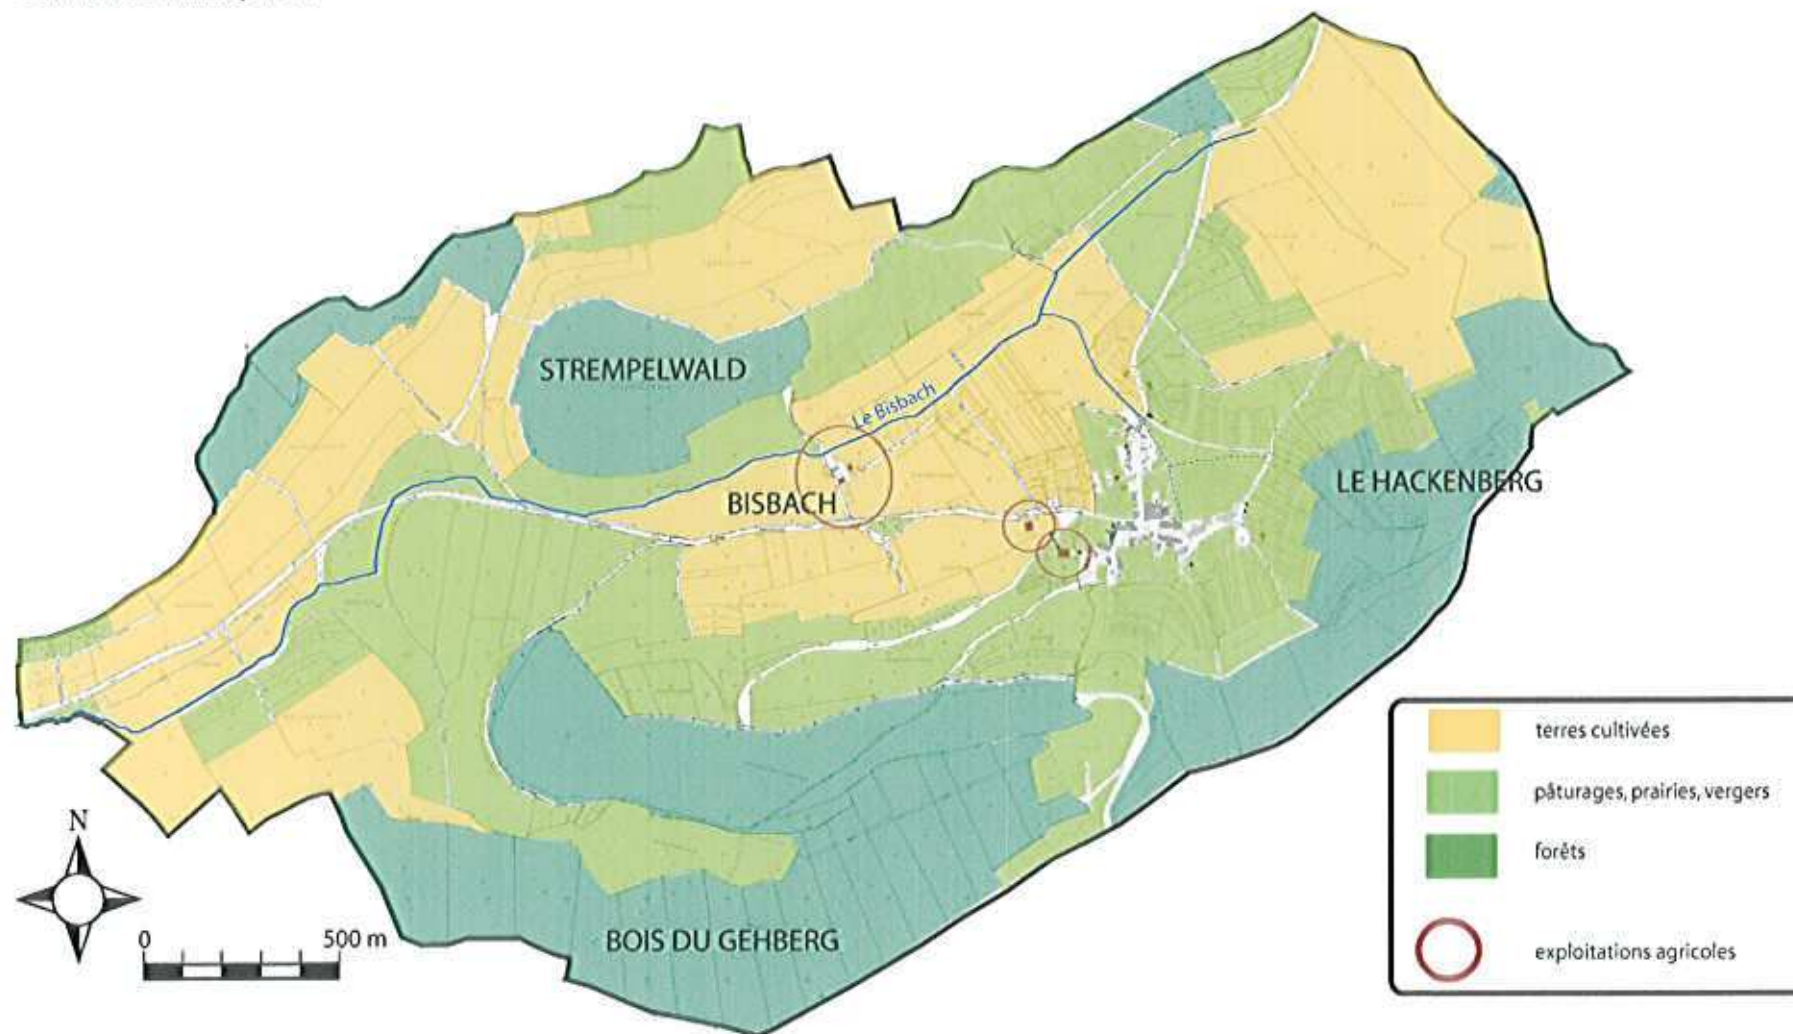 STREMPELWALD
Le Bisbach
BISBACH
LE HACKENBERG
BOIS DU GEHBERG
N
0 500 m
terres cultivées
pâturages, prairies, vergers
forêts
exploitations agricoles